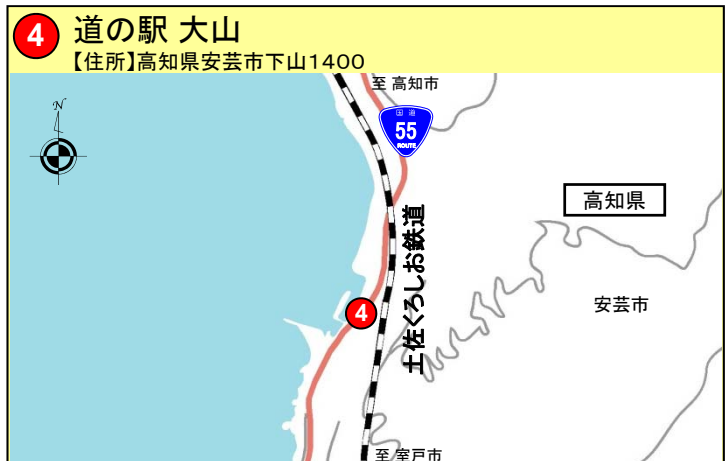 4 道の駅 大山
【住所】高知県安芸市下山1400
至 高知市
N
国道
55
ROUTE
高知県
土佐くろしお鉄道
安芸市
4
至 室戸市